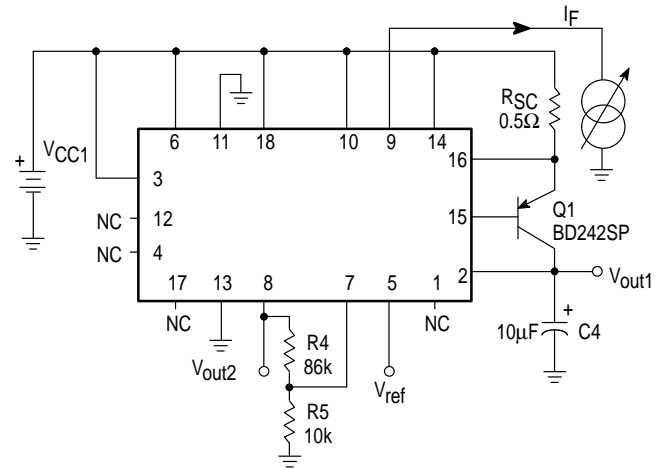 I_F
R_SC
0.5Ω
V_CC1
+
6
11
18
10
9
14
16
3
15
Q1
BD242SP
NC
12
NC
4
2
V_out1
17
13
8
7
5
1
NC
NC
+
10μF
C4
R4
86k
V_out2
V_ref
R5
10k